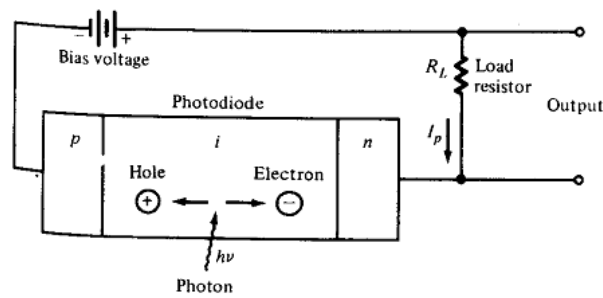 − +
Bias voltage
R_L Load
resistor
Output
Photodiode
p i n
I_p
Hole Electron
+ −
hν
Photon